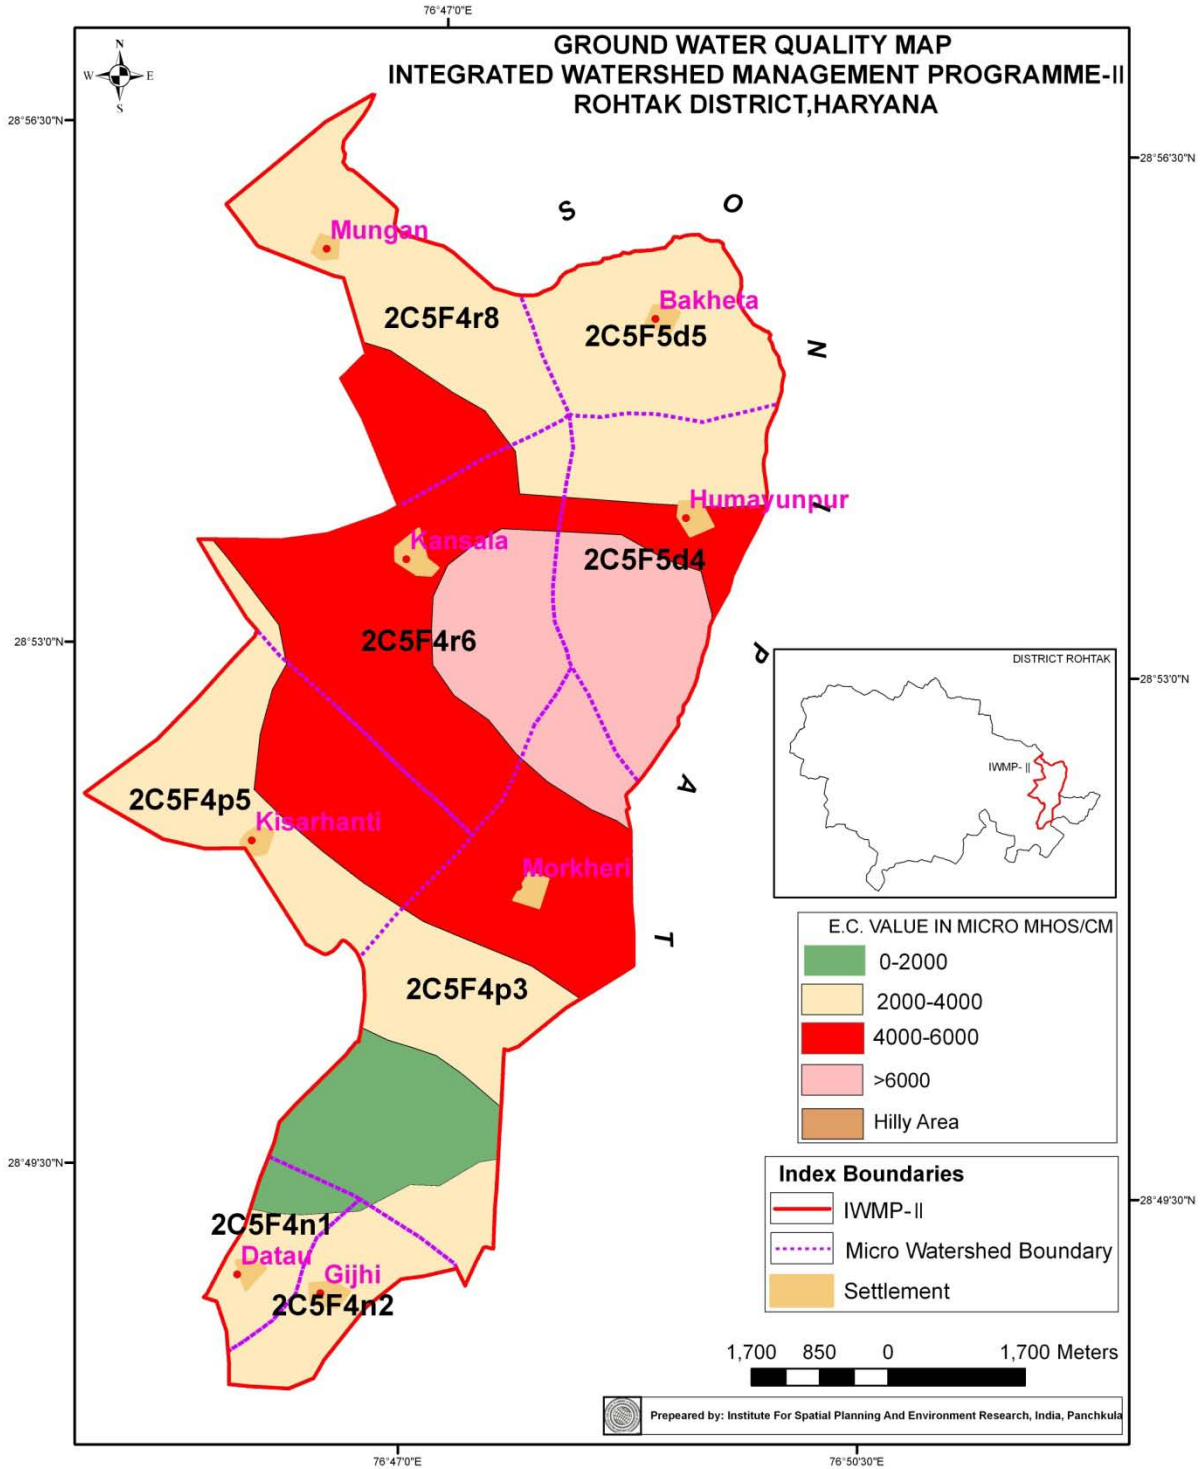 76°47'0"E
GROUND WATER QUALITY MAP
INTEGRATED WATERSHED MANAGEMENT PROGRAMME-II
ROHTAK DISTRICT,HARYANA
N
W E
S
28°56'30"N
28°56'30"N
S O N I P A T
Mungan
Bakheta
2C5F4r8
2C5F5d5
Humayunpur
Kansala
2C5F5d4
2C5F4r6
28°53'0"N
28°53'0"N
DISTRICT ROHTAK
IWMP- II
2C5F4p5
Kisarhanti
Morkheri
2C5F4p3
E.C. VALUE IN MICRO MHOS/CM
0-2000
2000-4000
4000-6000
>6000
Hilly Area
28°49'30"N
28°49'30"N
Index Boundaries
IWMP- II
Micro Watershed Boundary
Settlement
2C5F4n1
Datau
Gijhi
2C5F4n2
1,700 850 0 1,700 Meters
Prepeared by: Institute For Spatial Planning And Environment Research, India, Panchkula
76°47'0"E
76°50'30"E